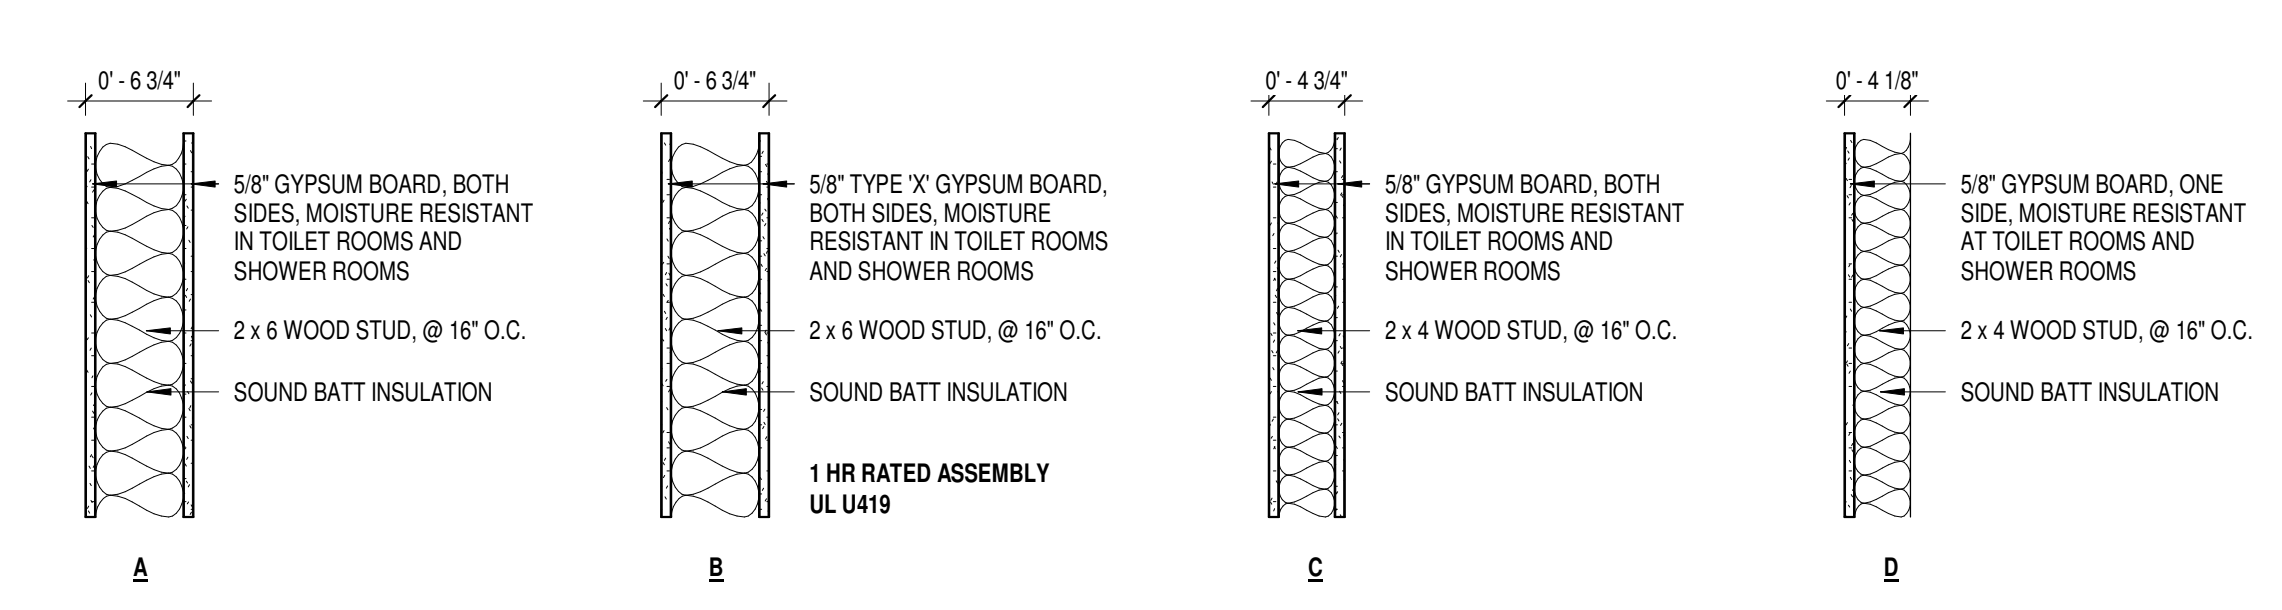 0' - 6 3/4"
5/8" GYPSUM BOARD, BOTH
SIDES, MOISTURE RESISTANT
IN TOILET ROOMS AND
SHOWER ROOMS
2 x 6 WOOD STUD, @ 16" O.C.
SOUND BATT INSULATION
A
0' - 6 3/4"
5/8" TYPE 'X' GYPSUM BOARD,
BOTH SIDES, MOISTURE
RESISTANT IN TOILET ROOMS
AND SHOWER ROOMS
2 x 6 WOOD STUD, @ 16" O.C.
SOUND BATT INSULATION
1 HR RATED ASSEMBLY
UL U419
B
0' - 4 3/4"
5/8" GYPSUM BOARD, BOTH
SIDES, MOISTURE RESISTANT
IN TOILET ROOMS AND
SHOWER ROOMS
2 x 4 WOOD STUD, @ 16" O.C.
SOUND BATT INSULATION
C
0' - 4 1/8"
5/8" GYPSUM BOARD, ONE
SIDE, MOISTURE RESISTANT
AT TOILET ROOMS AND
SHOWER ROOMS
2 x 4 WOOD STUD, @ 16" O.C.
SOUND BATT INSULATION
D